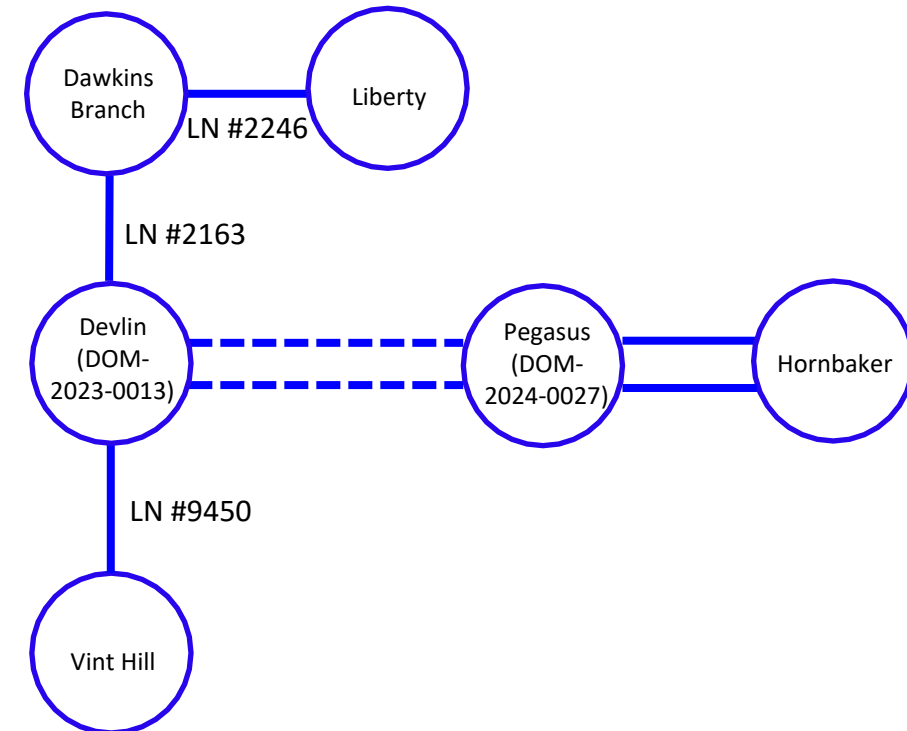 Dawkins
Branch
Liberty
LN #2246
LN #2163
Devlin
(DOM-
2023-0013)
Pegasus
(DOM-
2024-0027)
Hornbaker
LN #9450
Vint Hill